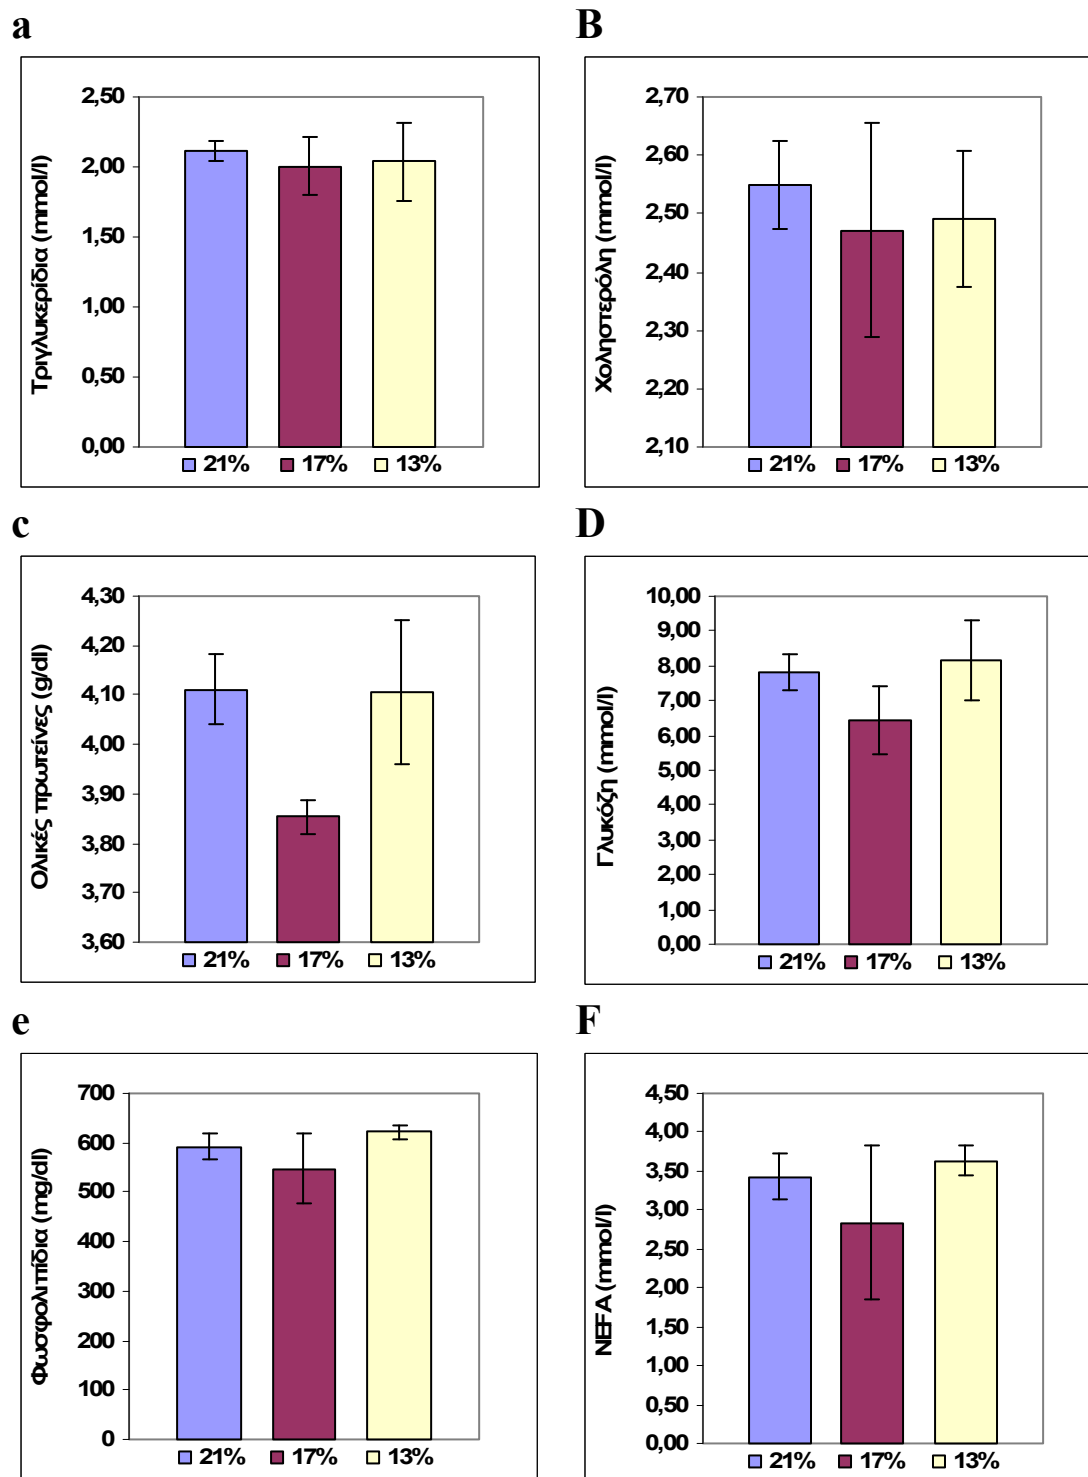 a
Τριγλυκερίδια (mmol/l)
2,50
2,00
1,50
1,00
0,50
0,00
21% 17% 13%
B
Χοληστερόλη (mmol/l)
2,70
2,60
2,50
2,40
2,30
2,20
2,10
21% 17% 13%
c
Ολικές πρωτείνες (g/dl)
4,30
4,20
4,10
4,00
3,90
3,80
3,70
3,60
21% 17% 13%
D
Γλυκόζη (mmol/l)
10,00
9,00
8,00
7,00
6,00
5,00
4,00
3,00
2,00
1,00
0,00
21% 17% 13%
e
Φωσφολιπίδια (mg/dl)
700
600
500
400
300
200
100
0
21% 17% 13%
F
NEFA (mmol/l)
4,50
4,00
3,50
3,00
2,50
2,00
1,50
1,00
0,50
0,00
21% 17% 13%